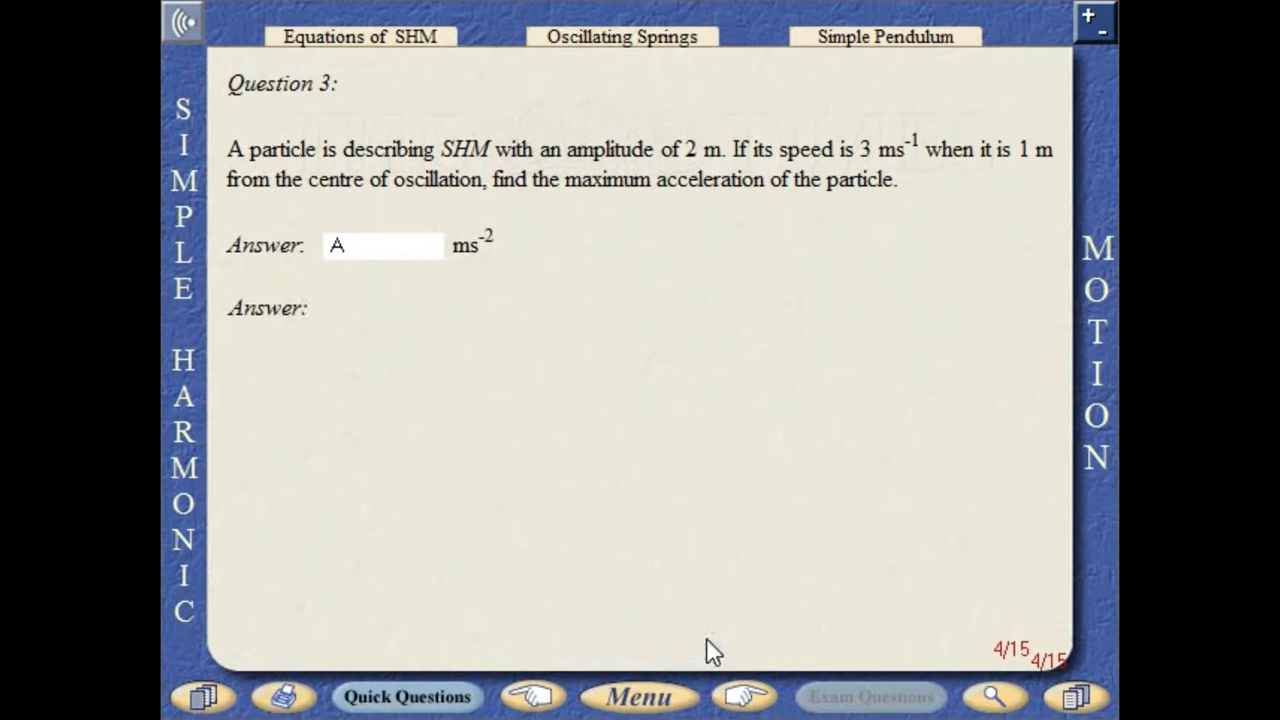 Equations of SHM
Oscillating Springs
Simple Pendulum
+
-
SIMPLE HARMONIC
MOTION
Question 3:
A particle is describing SHM with an amplitude of 2 m. If its speed is 3 ms⁻¹ when it is 1 m
from the centre of oscillation, find the maximum acceleration of the particle.
Answer: A ms⁻²
Answer:
4/15
4/15
Quick Questions
Menu
Exam Questions